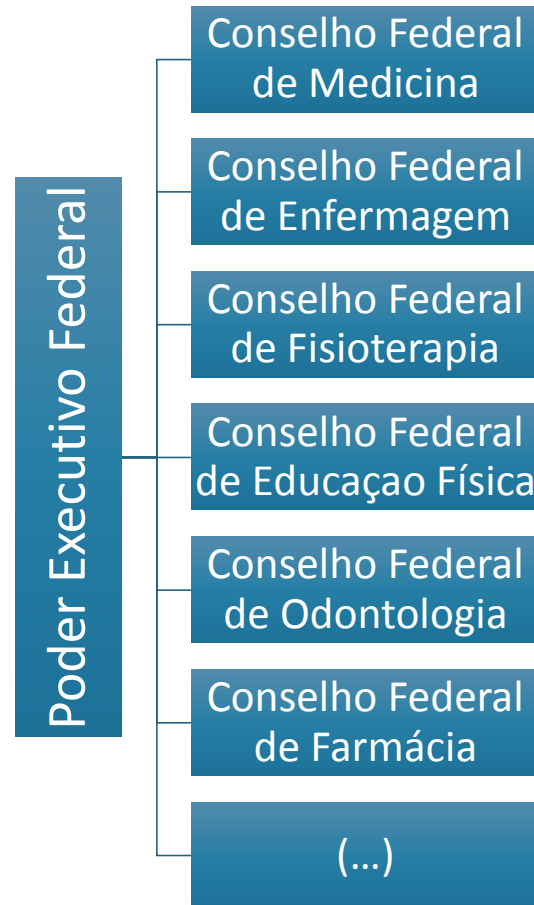 Poder Executivo Federal
Conselho Federal
de Medicina
Conselho Federal
de Enfermagem
Conselho Federal
de Fisioterapia
Conselho Federal
de Educaçao Física
Conselho Federal
de Odontologia
Conselho Federal
de Farmácia
(...)